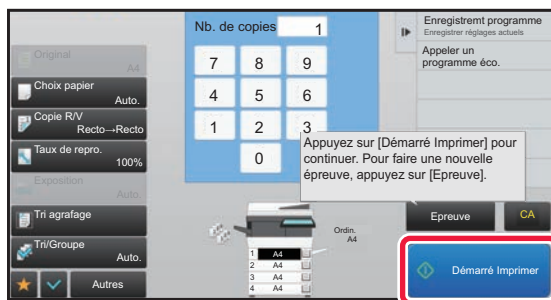 Nb. de copies 1
Original
A4
Choix papier
Auto.
Copie R/V
Recto→Recto
Taux de repro.
100%
Exposition
Auto.
Tri agrafage
Tri/Groupe
Auto.
Autres
7 8 9
4 5 6
1 2 3
0
Enregistremt programme
Enregistrer réglages actuels
Appeler un
programme éco.
Appuyez sur [Démarré Imprimer] pour
continuer. Pour faire une nouvelle
épreuve, appuyez sur [Epreuve].
Ordin.
A4
1 A4
2 A4
3 A4
4 A4
Epreuve
CA
Démarré Imprimer